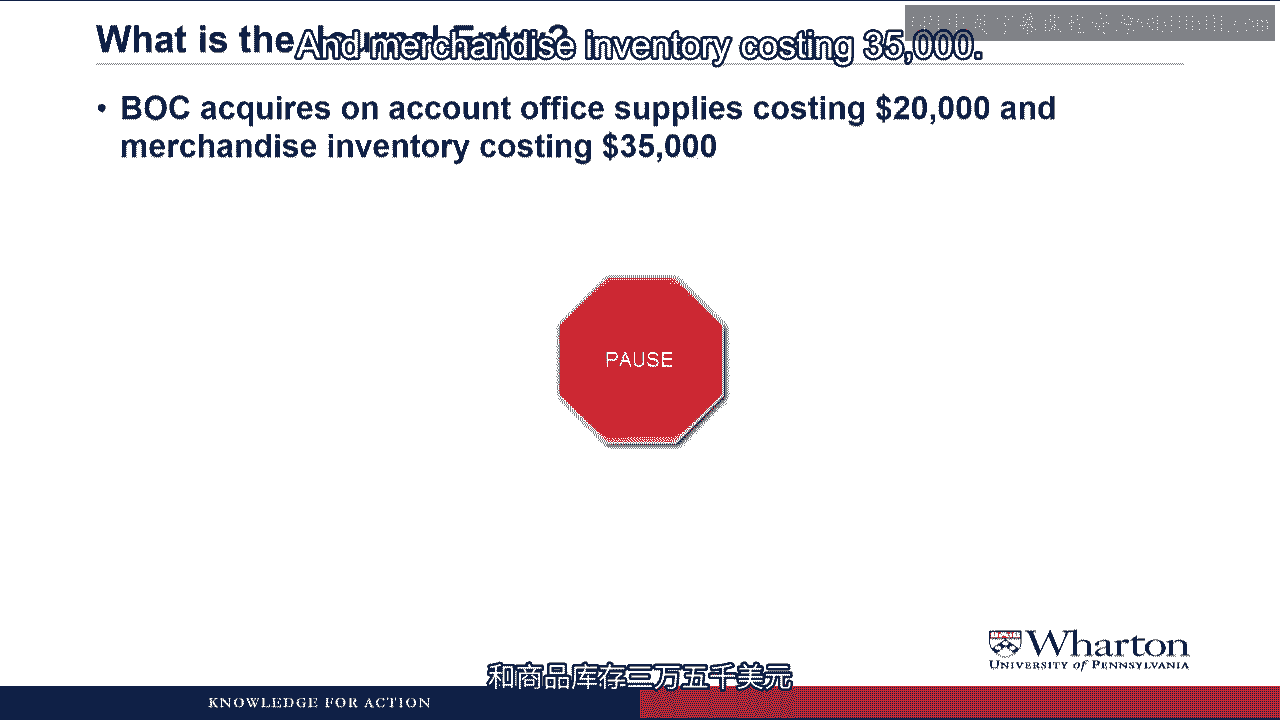 What is the Journal Entry?
And merchandise inventory costing 35,000.
• BOC acquires on account office supplies costing $20,000 and
merchandise inventory costing $35,000
PAUSE
Wharton
UNIVERSITY of PENNSYLVANIA
和商品库存三万五千美元
KNOWLEDGE FOR ACTION